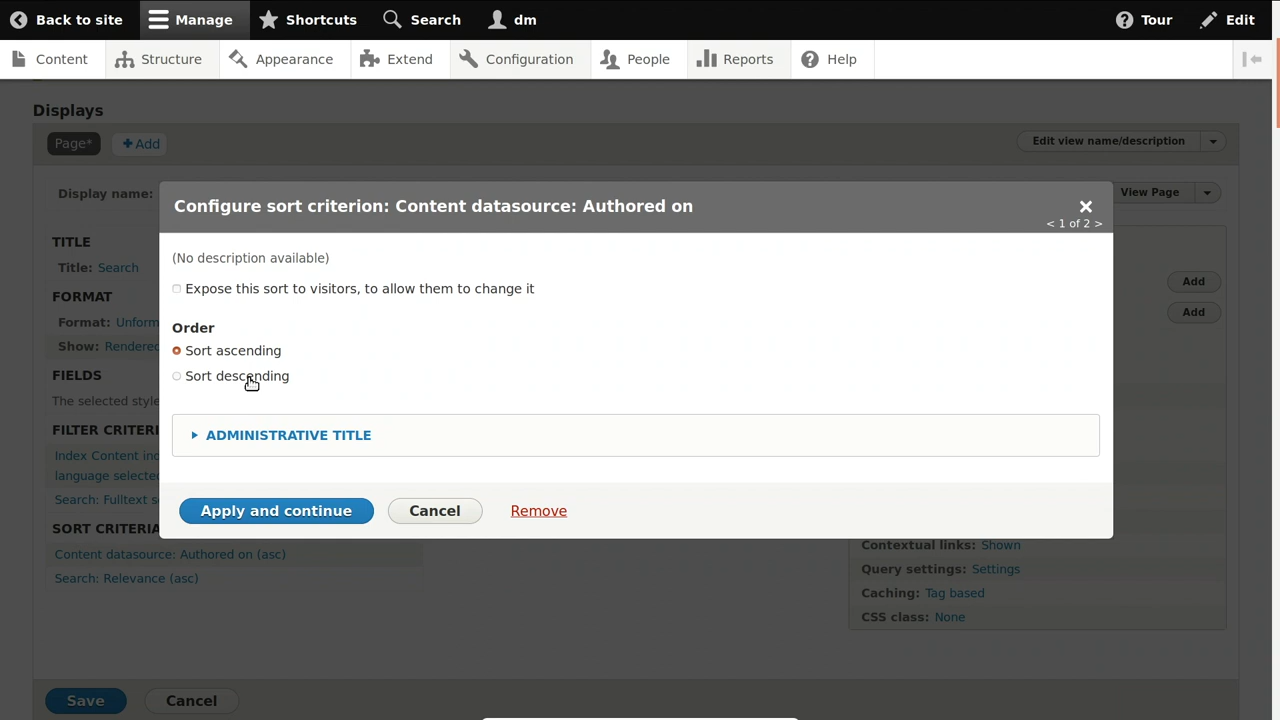 Back to site Manage Shortcuts Search dm Tour Edit
Content Structure Appearance Extend Configuration People Reports Help
Displays
Page* Add Edit view name/description
Display name: View Page
Configure sort criterion: Content datasource: Authored on
< 1 of 2 >
(No description available)
Expose this sort to visitors, to allow them to change it
Order
Sort ascending
Sort descending
ADMINISTRATIVE TITLE
Apply and continue Cancel Remove
TITLE
Title: Search
Add
FORMAT
Add
Format: Unform
Show: Rendered
FIELDS
The selected style
FILTER CRITERI
Index Content ind
language selected
Search: Fulltext s
SORT CRITERIA
Content datasource: Authored on (asc)
Search: Relevance (asc)
Contextual links: Shown
Query settings: Settings
Caching: Tag based
CSS class: None
Save Cancel